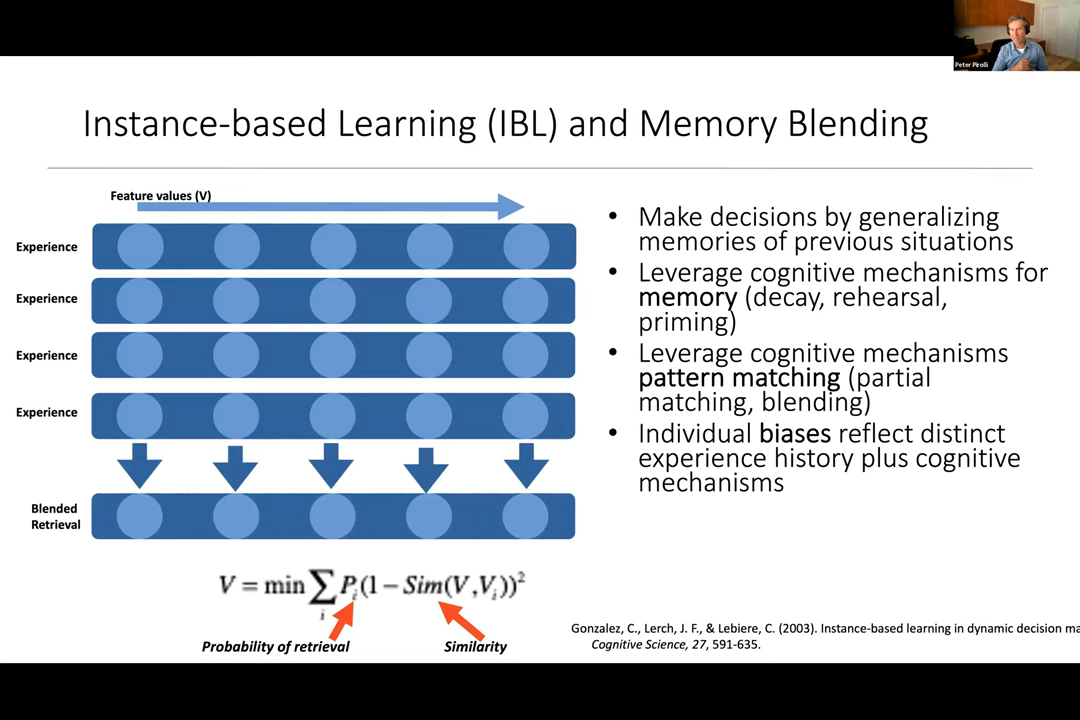 Peter Pirolli
Instance-based Learning (IBL) and Memory Blending
Feature values (V)
Experience
Experience
Experience
Experience
Blended
Retrieval
V = min ∑ P_i (1 − Sim(V,V_i))²
i
Probability of retrieval
Similarity
• Make decisions by generalizing
memories of previous situations
• Leverage cognitive mechanisms for
memory (decay, rehearsal,
priming)
• Leverage cognitive mechanisms
pattern matching (partial
matching, blending)
• Individual biases reflect distinct
experience history plus cognitive
mechanisms
Gonzalez, C., Lerch, J. F., & Lebiere, C. (2003). Instance-based learning in dynamic decision ma
Cognitive Science, 27, 591-635.